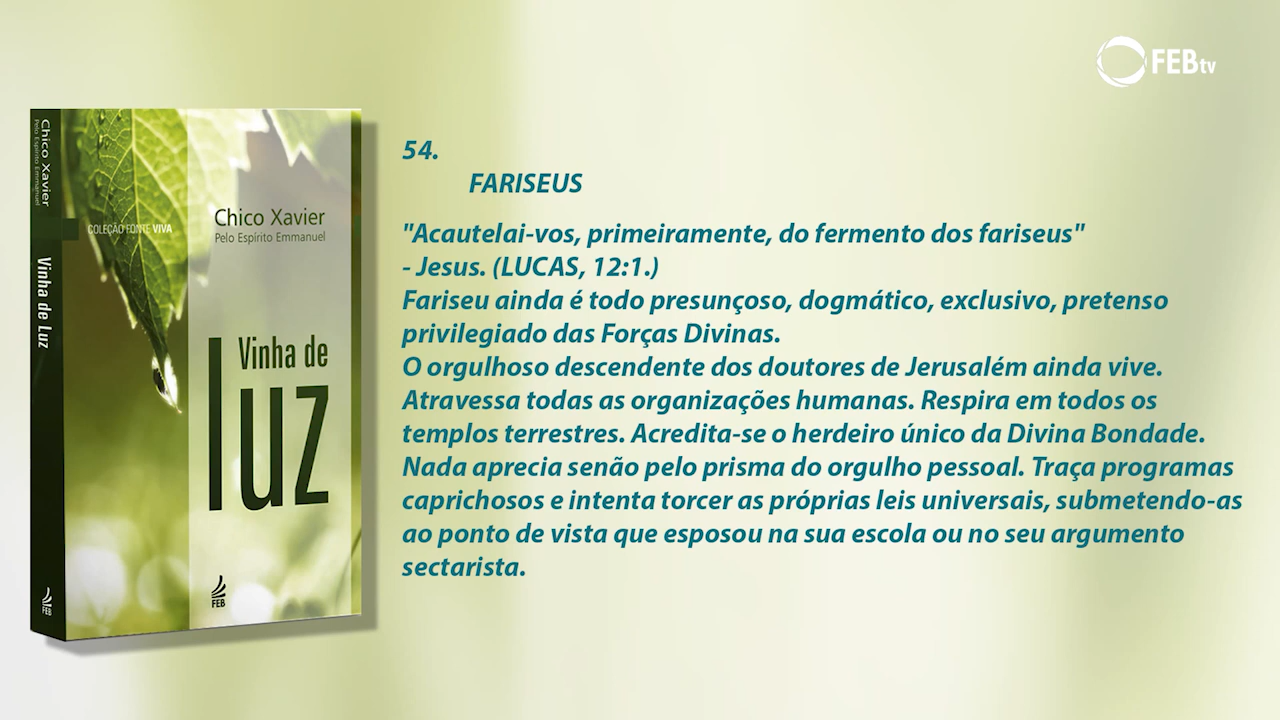 FEBtv
Chico Xavier
Pelo Espírito Emmanuel
Vinha de Luz
FEB
COLEÇÃO FONTE VIVA
Chico Xavier
Pelo Espírito Emmanuel
Vinha de
luz
FEB
54.
FARISEUS
"Acautelai-vos, primeiramente, do fermento dos fariseus"
- Jesus. (LUCAS, 12:1.)
Fariseu ainda é todo presunçoso, dogmático, exclusivo, pretenso
privilegiado das Forças Divinas.
O orgulhoso descendente dos doutores de Jerusalém ainda vive.
Atravessa todas as organizações humanas. Respira em todos os
templos terrestres. Acredita-se o herdeiro único da Divina Bondade.
Nada aprecia senão pelo prisma do orgulho pessoal. Traça programas
caprichosos e intenta torcer as próprias leis universais, submetendo-as
ao ponto de vista que esposou na sua escola ou no seu argumento
sectarista.